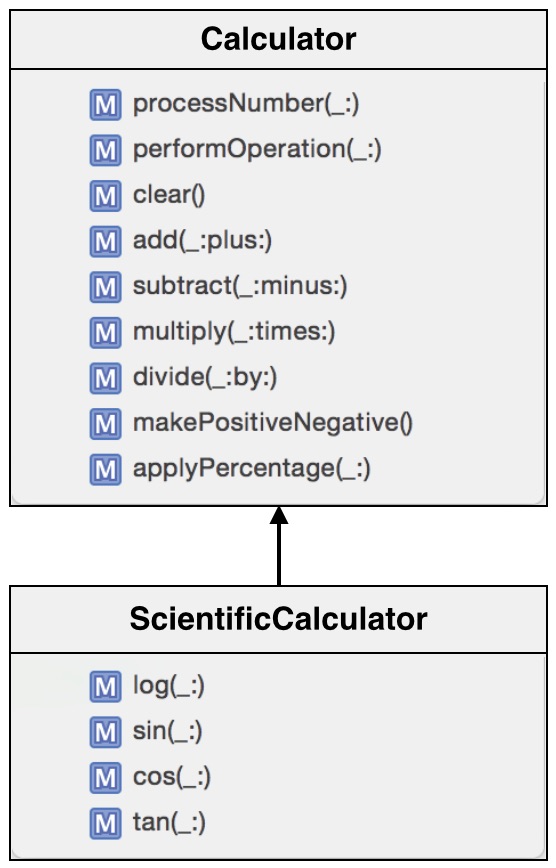 Calculator
M processNumber(_:)
M performOperation(_:)
M clear()
M add(_:plus:)
M subtract(_:minus:)
M multiply(_:times:)
M divide(_:by:)
M makePositiveNegative()
M applyPercentage(_:)
ScientificCalculator
M log(_:)
M sin(_:)
M cos(_:)
M tan(_:)